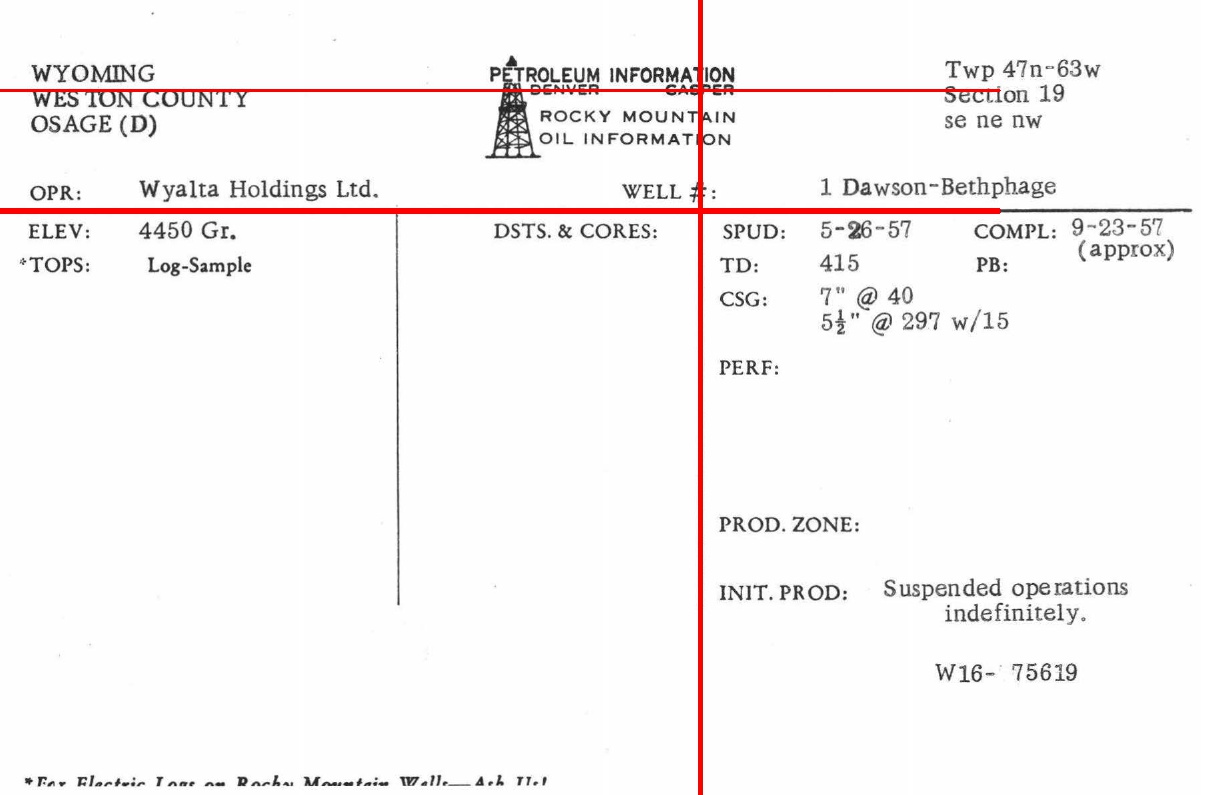 WYOMING
WESTON COUNTY
OSAGE (D)
PETROLEUM INFORMATION
DENVER CASPER
ROCKY MOUNTAIN
OIL INFORMATION
Twp 47n-63w
Section 19
se ne nw
OPR: Wyalta Holdings Ltd. WELL #: 1 Dawson-Bethphage
ELEV: 4450 Gr.
*TOPS: Log-Sample
DSTS. & CORES:
SPUD: 5-26-57 COMPL: 9-23-57
(approx)
TD: 415 PB:
CSG: 7" @ 40
5½" @ 297 w/15
PERF:
PROD. ZONE:
INIT. PROD: Suspended operations
indefinitely.
W16- 75619
*For Electric Logs on Rocky Mountain Wells—Ask Us!